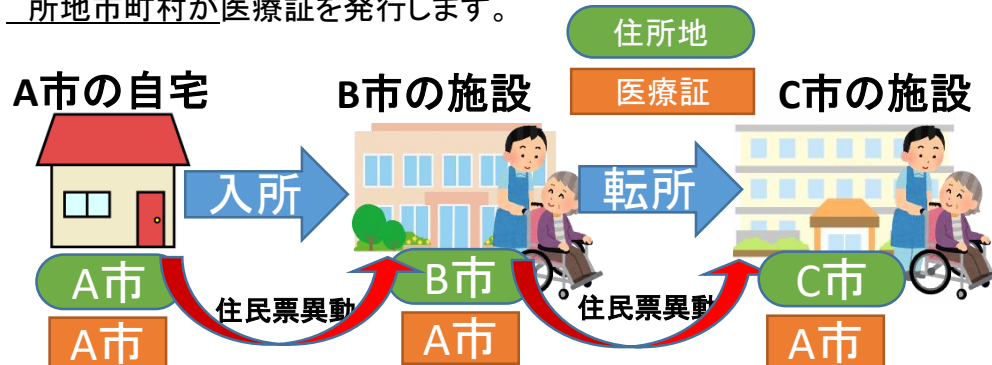 所地市町村が医療証を発行します。
住所地
医療証
A市の自宅
B市の施設
C市の施設
入所
転所
A市
B市
C市
住民票異動
住民票異動
A市
A市
A市